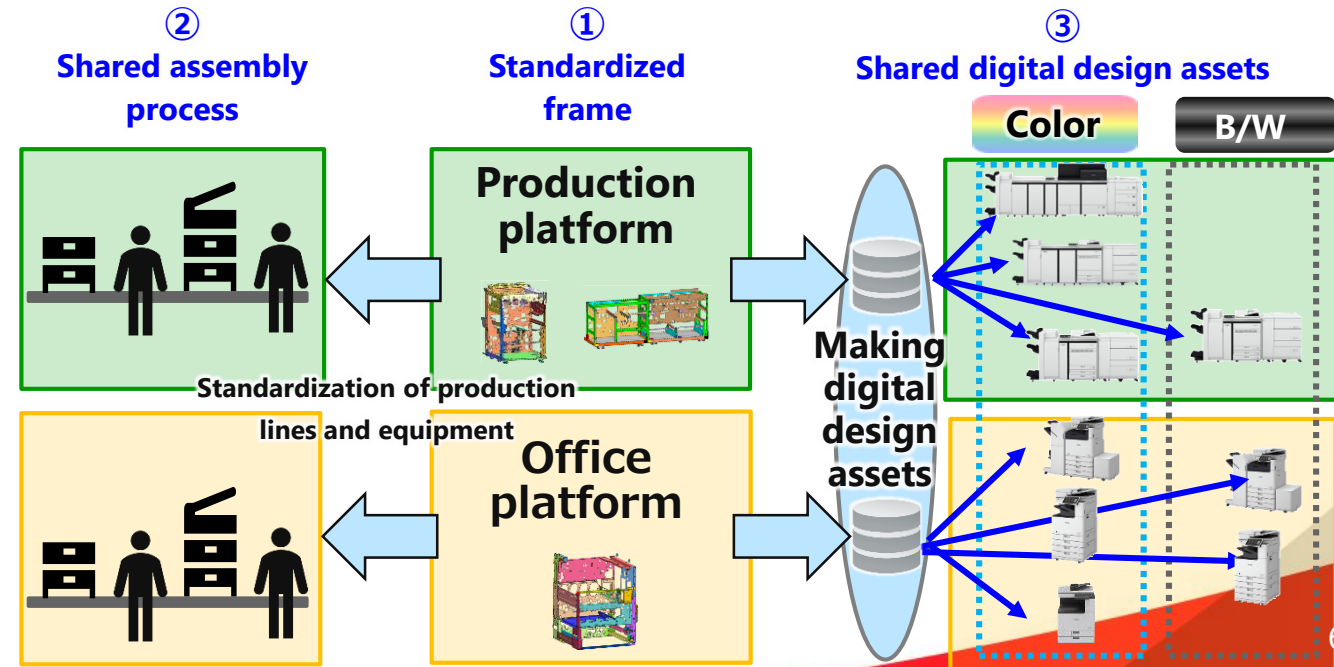 ②
Shared assembly
process
①
Standardized
frame
③
Shared digital design assets
Color
B/W
Production
platform
Standardization of production
lines and equipment
Office
platform
Making
digital
design
assets